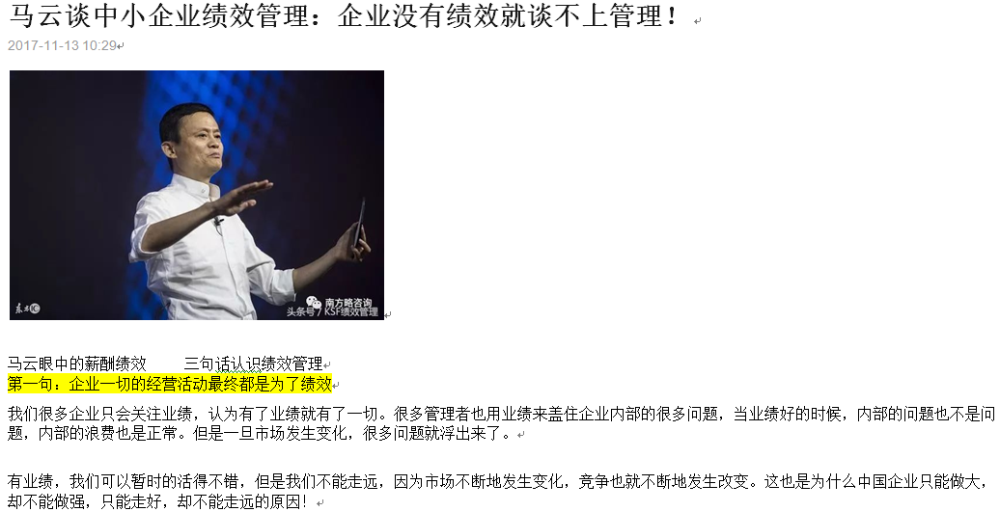 马云谈中小企业绩效管理：企业没有绩效就谈不上管理！
2017-11-13 10:29
东方IC
南方略咨询
头条号 / KSF绩效管理
马云眼中的薪酬绩效 三句话认识绩效管理
第一句：企业一切的经营活动最终都是为了绩效
我们很多企业只会关注业绩，认为有了业绩就有了一切。很多管理者也用业绩来盖住企业内部的很多问题，当业绩好的时候，内部的问题也不是问
题，内部的浪费也是正常。但是一旦市场发生变化，很多问题就浮出来了。
有业绩，我们可以暂时的活得不错，但是我们不能走远，因为市场不断地发生变化，竞争也就不断地发生改变。这也是为什么中国企业只能做大，
却不能做强，只能走好，却不能走远的原因！